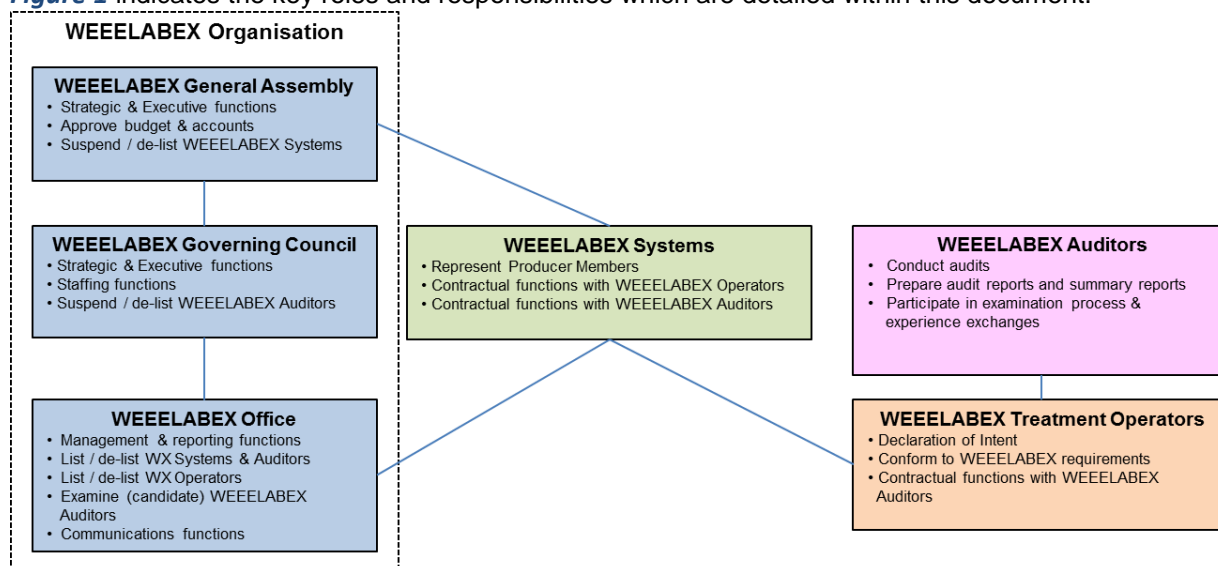 Figure 1 indicates the key roles and responsibilities which are detailed within this document.
WEEELABEX Organisation
WEEELABEX General Assembly
• Strategic & Executive functions
• Approve budget & accounts
• Suspend / de-list WEEELABEX Systems
WEEELABEX Governing Council
• Strategic & Executive functions
• Staffing functions
• Suspend / de-list WEEELABEX Auditors
WEEELABEX Systems
• Represent Producer Members
• Contractual functions with WEEELABEX Operators
• Contractual functions with WEEELABEX Auditors
WEEELABEX Auditors
• Conduct audits
• Prepare audit reports and summary reports
• Participate in examination process &
experience exchanges
WEEELABEX Office
• Management & reporting functions
• List / de-list WX Systems & Auditors
• List / de-list WX Operators
• Examine (candidate) WEEELABEX
Auditors
• Communications functions
WEEELABEX Treatment Operators
• Declaration of Intent
• Conform to WEEELABEX requirements
• Contractual functions with WEEELABEX
Auditors